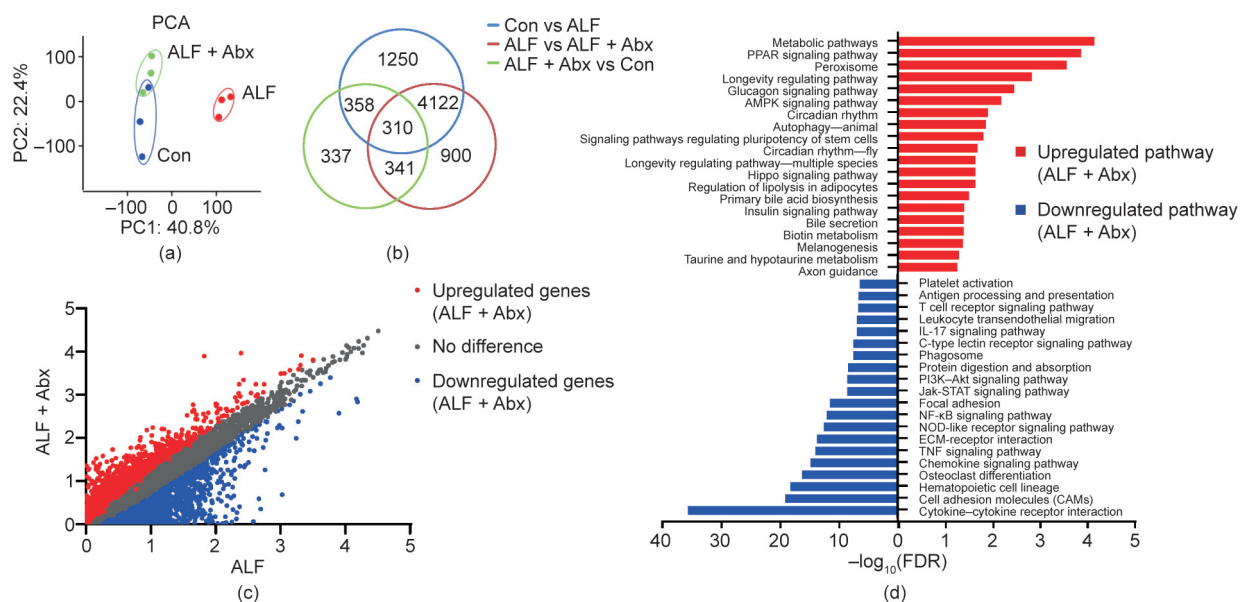 PCA
ALF + Abx
ALF
Con
100
0
–100
PC2: 22.4%
–100
0
100
PC1: 40.8%
(a)
Con vs ALF
ALF vs ALF + Abx
ALF + Abx vs Con
1250
358
4122
310
337
341
900
(b)
Upregulated genes
(ALF + Abx)
No difference
Downregulated genes
(ALF + Abx)
5
4
3
2
1
0
ALF + Abx
0
1
2
3
4
5
ALF
(c)
Metabolic pathways
PPAR signaling pathway
Peroxisome
Longevity regulating pathway
Glucagon signaling pathway
AMPK signaling pathway
Circadian rhythm
Autophagy—animal
Signaling pathways regulating pluripotency of stem cells
Circadian rhythm—fly
Longevity regulating pathway—multiple species
Hippo signaling pathway
Regulation of lipolysis in adipocytes
Primary bile acid biosynthesis
Insulin signaling pathway
Bile secretion
Biotin metabolism
Melanogenesis
Taurine and hypotaurine metabolism
Axon guidance
Upregulated pathway
(ALF + Abx)
Downregulated pathway
(ALF + Abx)
Platelet activation
Antigen processing and presentation
T cell receptor signaling pathway
Leukocyte transendothelial migration
IL-17 signaling pathway
C-type lectin receptor signaling pathway
Phagosome
Protein digestion and absorption
PI3K–Akt signaling pathway
Jak-STAT signaling pathway
Focal adhesion
NF-κB signaling pathway
NOD-like receptor signaling pathway
ECM-receptor interaction
TNF signaling pathway
Chemokine signaling pathway
Osteoclast differentiation
Hematopoietic cell lineage
Cell adhesion molecules (CAMs)
Cytokine–cytokine receptor interaction
40
30
20
10
0
1
2
3
4
5
–log₁₀(FDR)
(d)